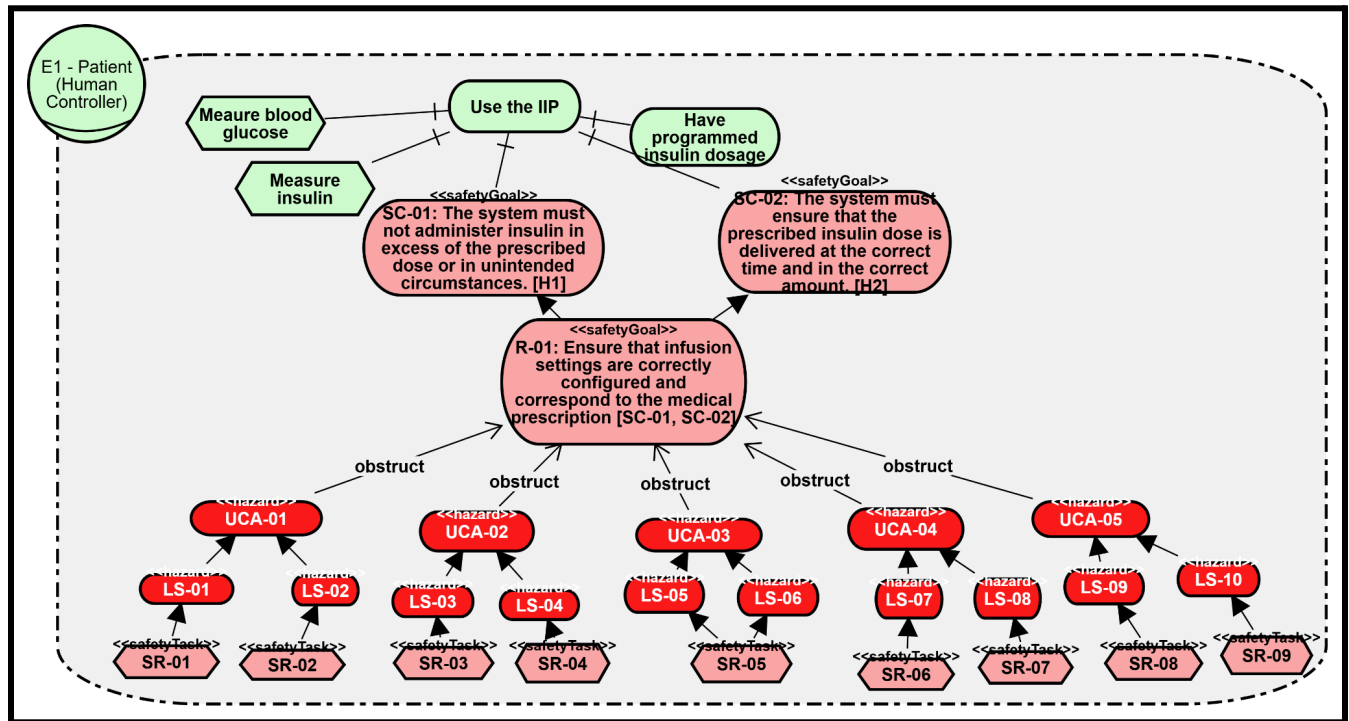 E1 - Patient
(Human
Controller)
Use the IIP
Meaure blood
glucose
Have
programmed
insulin dosage
Measure
insulin
<<safetyGoal>>
SC-01: The system must
not administer insulin in
excess of the prescribed
dose or in unintended
circumstances. [H1]
<<safetyGoal>>
SC-02: The system must
ensure that the
prescribed insulin dose is
delivered at the correct
time and in the correct
amount. [H2]
<<safetyGoal>>
R-01: Ensure that infusion
settings are correctly
configured and
correspond to the medical
prescription [SC-01, SC-02]
obstruct
obstruct
obstruct
obstruct
obstruct
<<hazard>>
UCA-01
<<hazard>>
UCA-02
<<hazard>>
UCA-03
<<hazard>>
UCA-04
<<hazard>>
UCA-05
<<hazard>>
LS-01
<<hazard>>
LS-02
<<hazard>>
LS-03
<<hazard>>
LS-04
<<hazard>>
LS-05
<<hazard>>
LS-06
<<hazard>>
LS-07
<<hazard>>
LS-08
<<hazard>>
LS-09
<<hazard>>
LS-10
<<safetyTask>>
SR-01
<<safetyTask>>
SR-02
<<safetyTask>>
SR-03
<<safetyTask>>
SR-04
<<safetyTask>>
SR-05
<<safetyTask>>
SR-06
<<safetyTask>>
SR-07
<<safetyTask>>
SR-08
<<safetyTask>>
SR-09